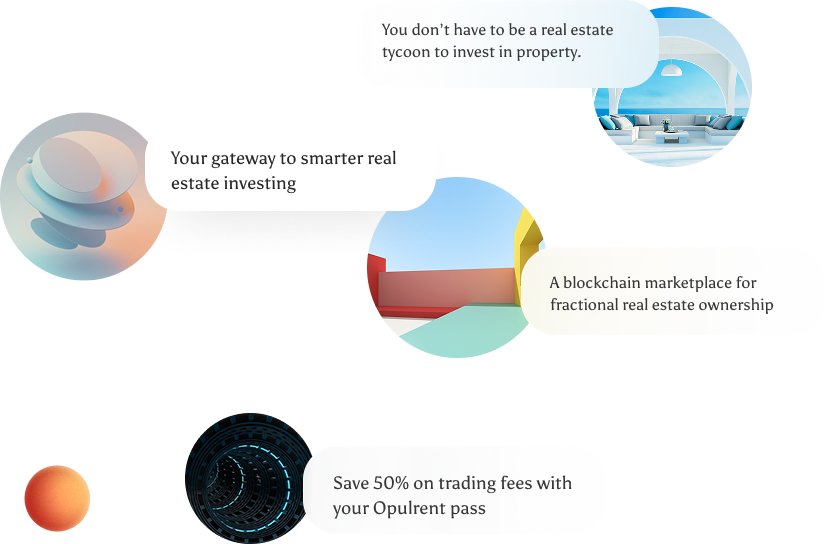 You don’t have to be a real estate
tycoon to invest in property.
Your gateway to smarter real
estate investing
A blockchain marketplace for
fractional real estate ownership
Save 50% on trading fees with
your Opulrent pass